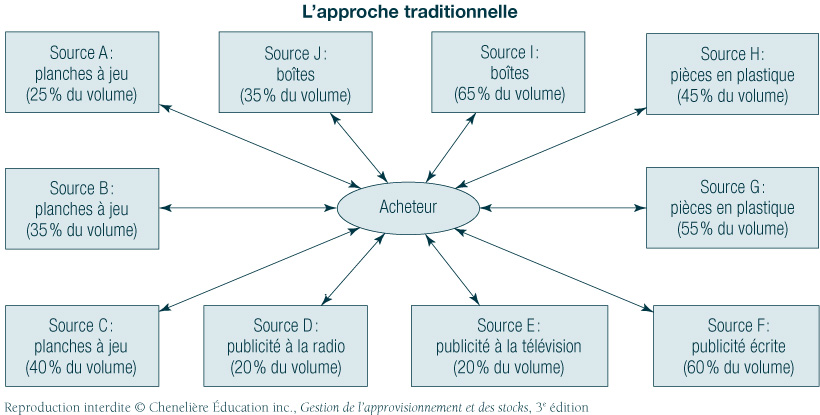 L’approche traditionnelle
Source A :
planches à jeu
(25 % du volume)
Source J :
boîtes
(35 % du volume)
Source I :
boîtes
(65 % du volume)
Source H :
pièces en plastique
(45 % du volume)
Source B :
planches à jeu
(35 % du volume)
Acheteur
Source G :
pièces en plastique
(55 % du volume)
Source C :
planches à jeu
(40 % du volume)
Source D :
publicité à la radio
(20 % du volume)
Source E :
publicité à la télévision
(20 % du volume)
Source F :
publicité écrite
(60 % du volume)
Reproduction interdite © Chenelière Éducation inc., Gestion de l’approvisionnement et des stocks, 3e édition